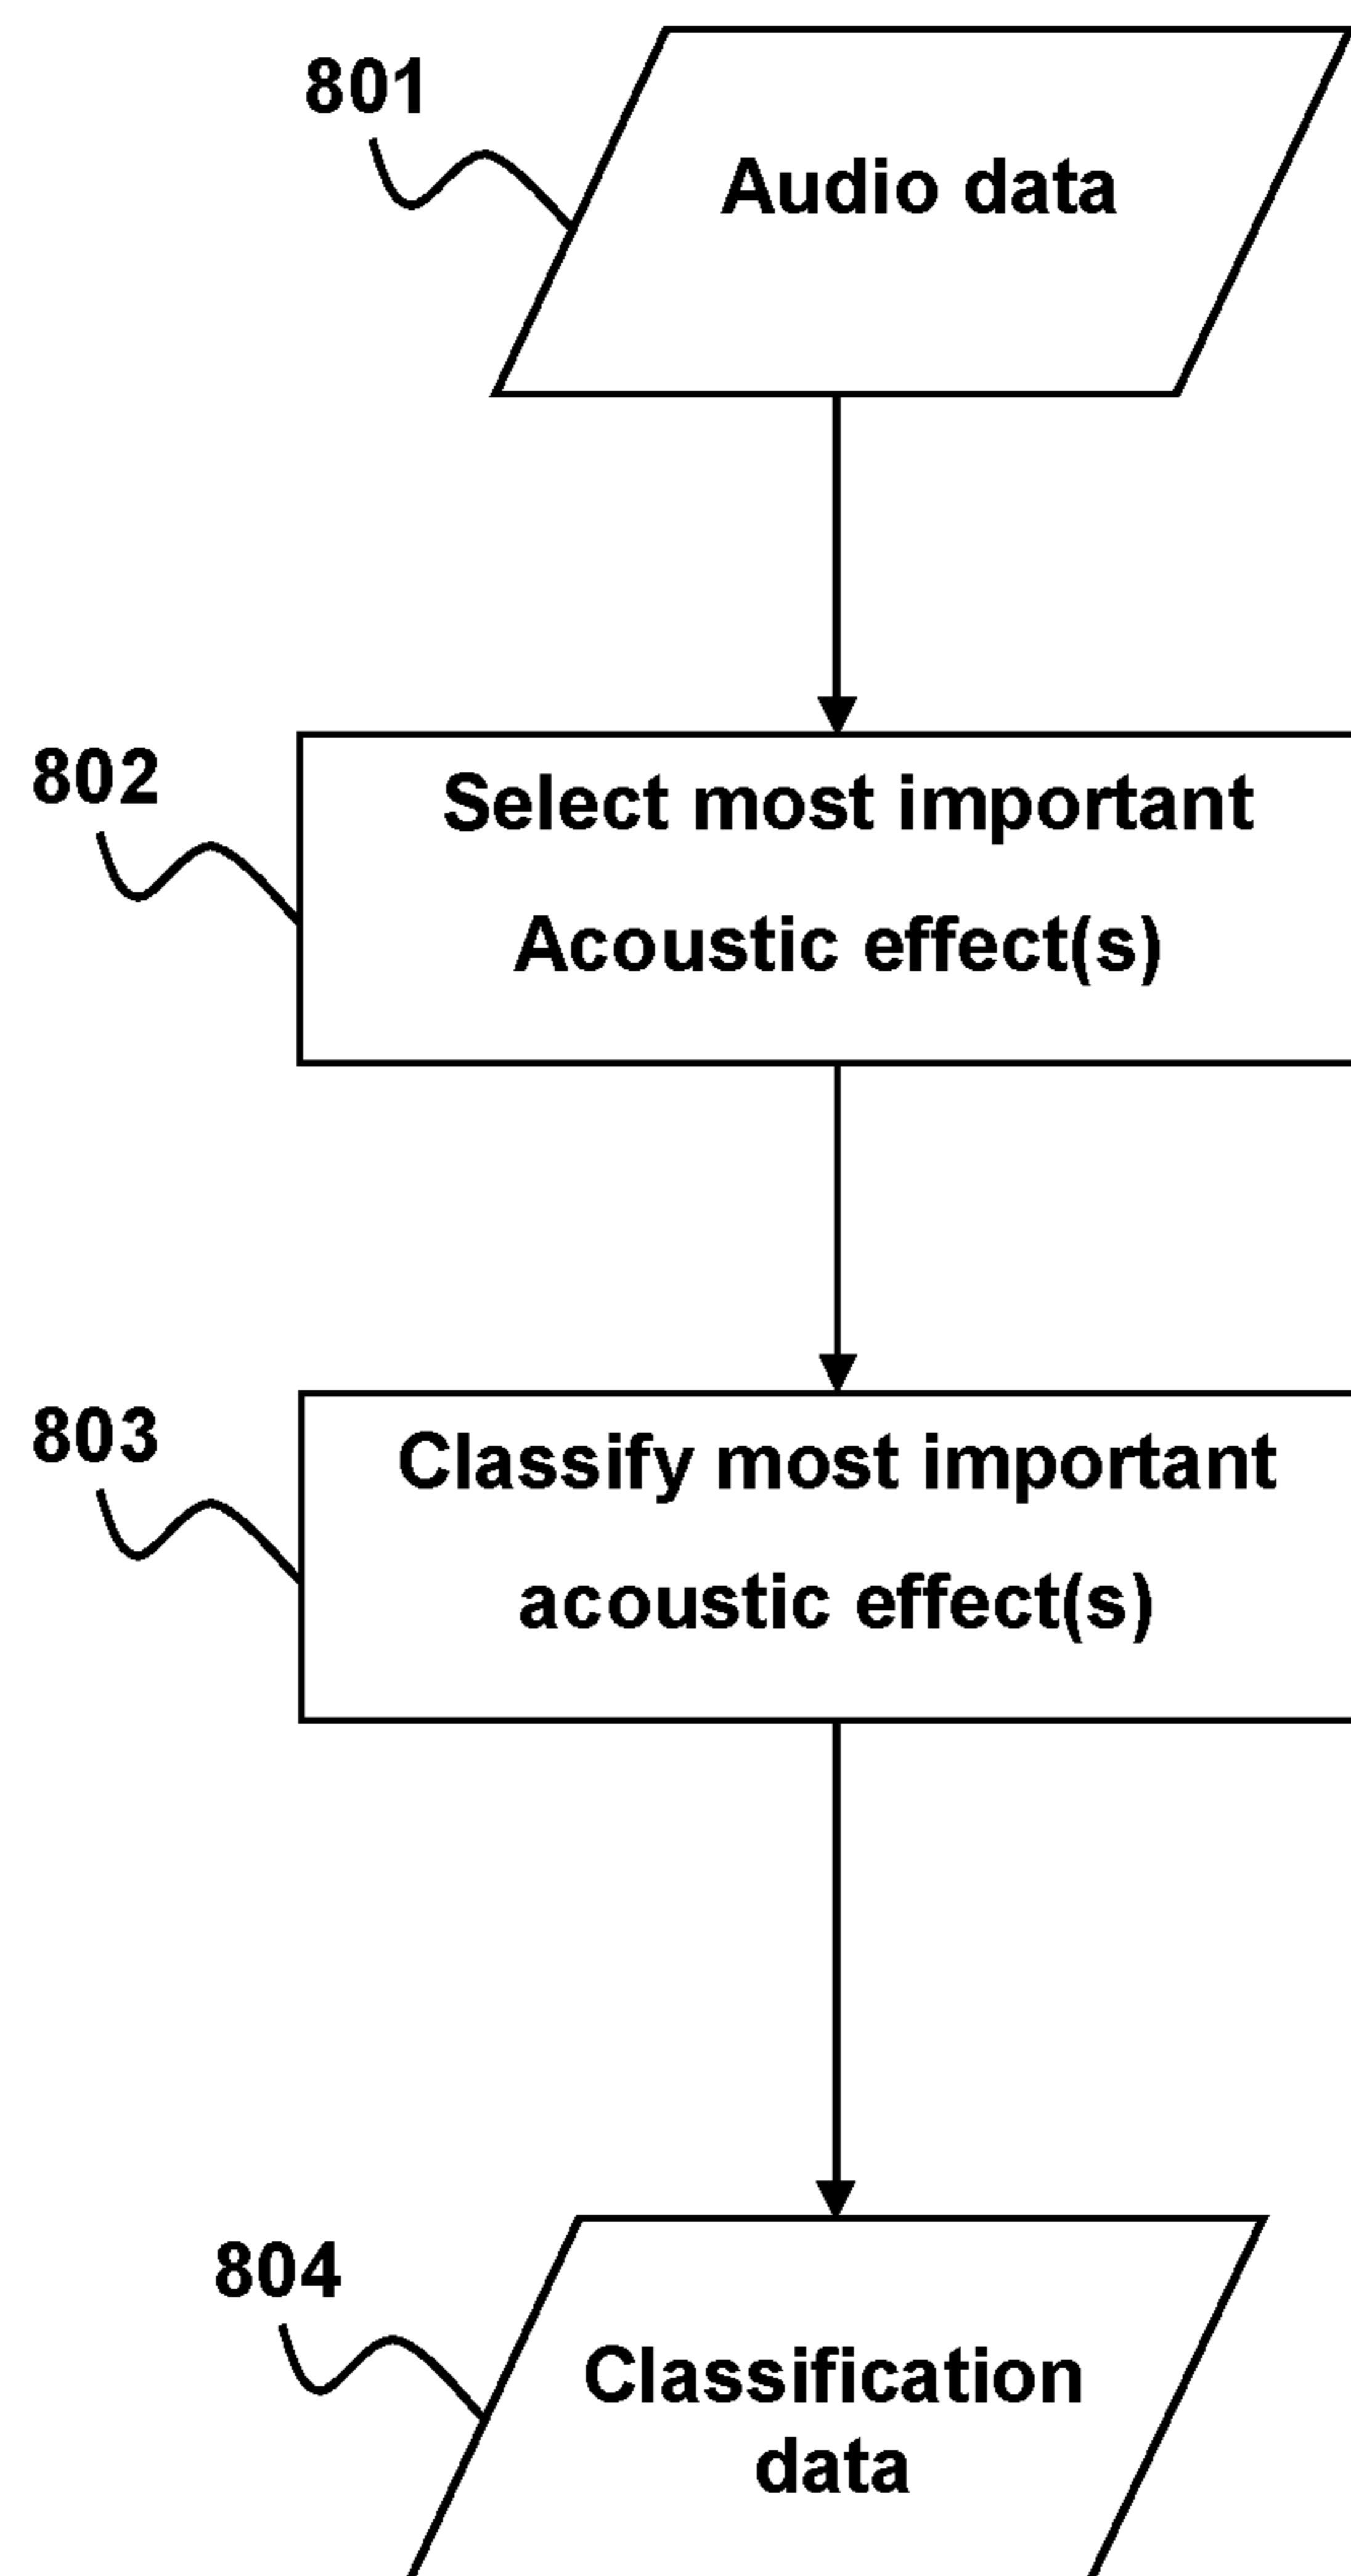 801
Audio data
802
Select most important
Acoustic effect(s)
803
Classify most important
acoustic effect(s)
804
Classification
data